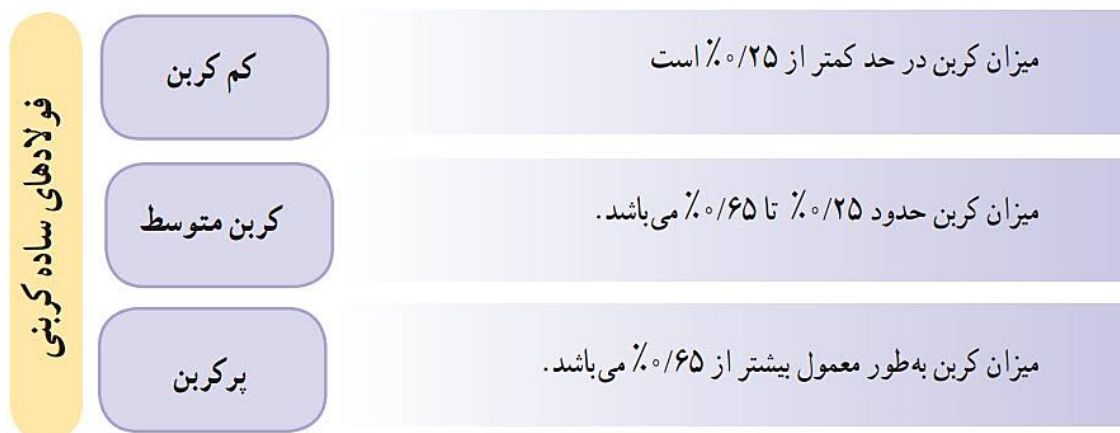 فولادهای ساده کربنی
کم کربن
میزان کربن در حد کمتر از ۰/۲۵٪ است
کربن متوسط
میزان کربن حدود ۰/۲۵٪ تا ۰/۶۵٪ می‌باشد.
پرکربن
میزان کربن به‌طور معمول بیشتر از ۰/۶۵٪ می‌باشد.